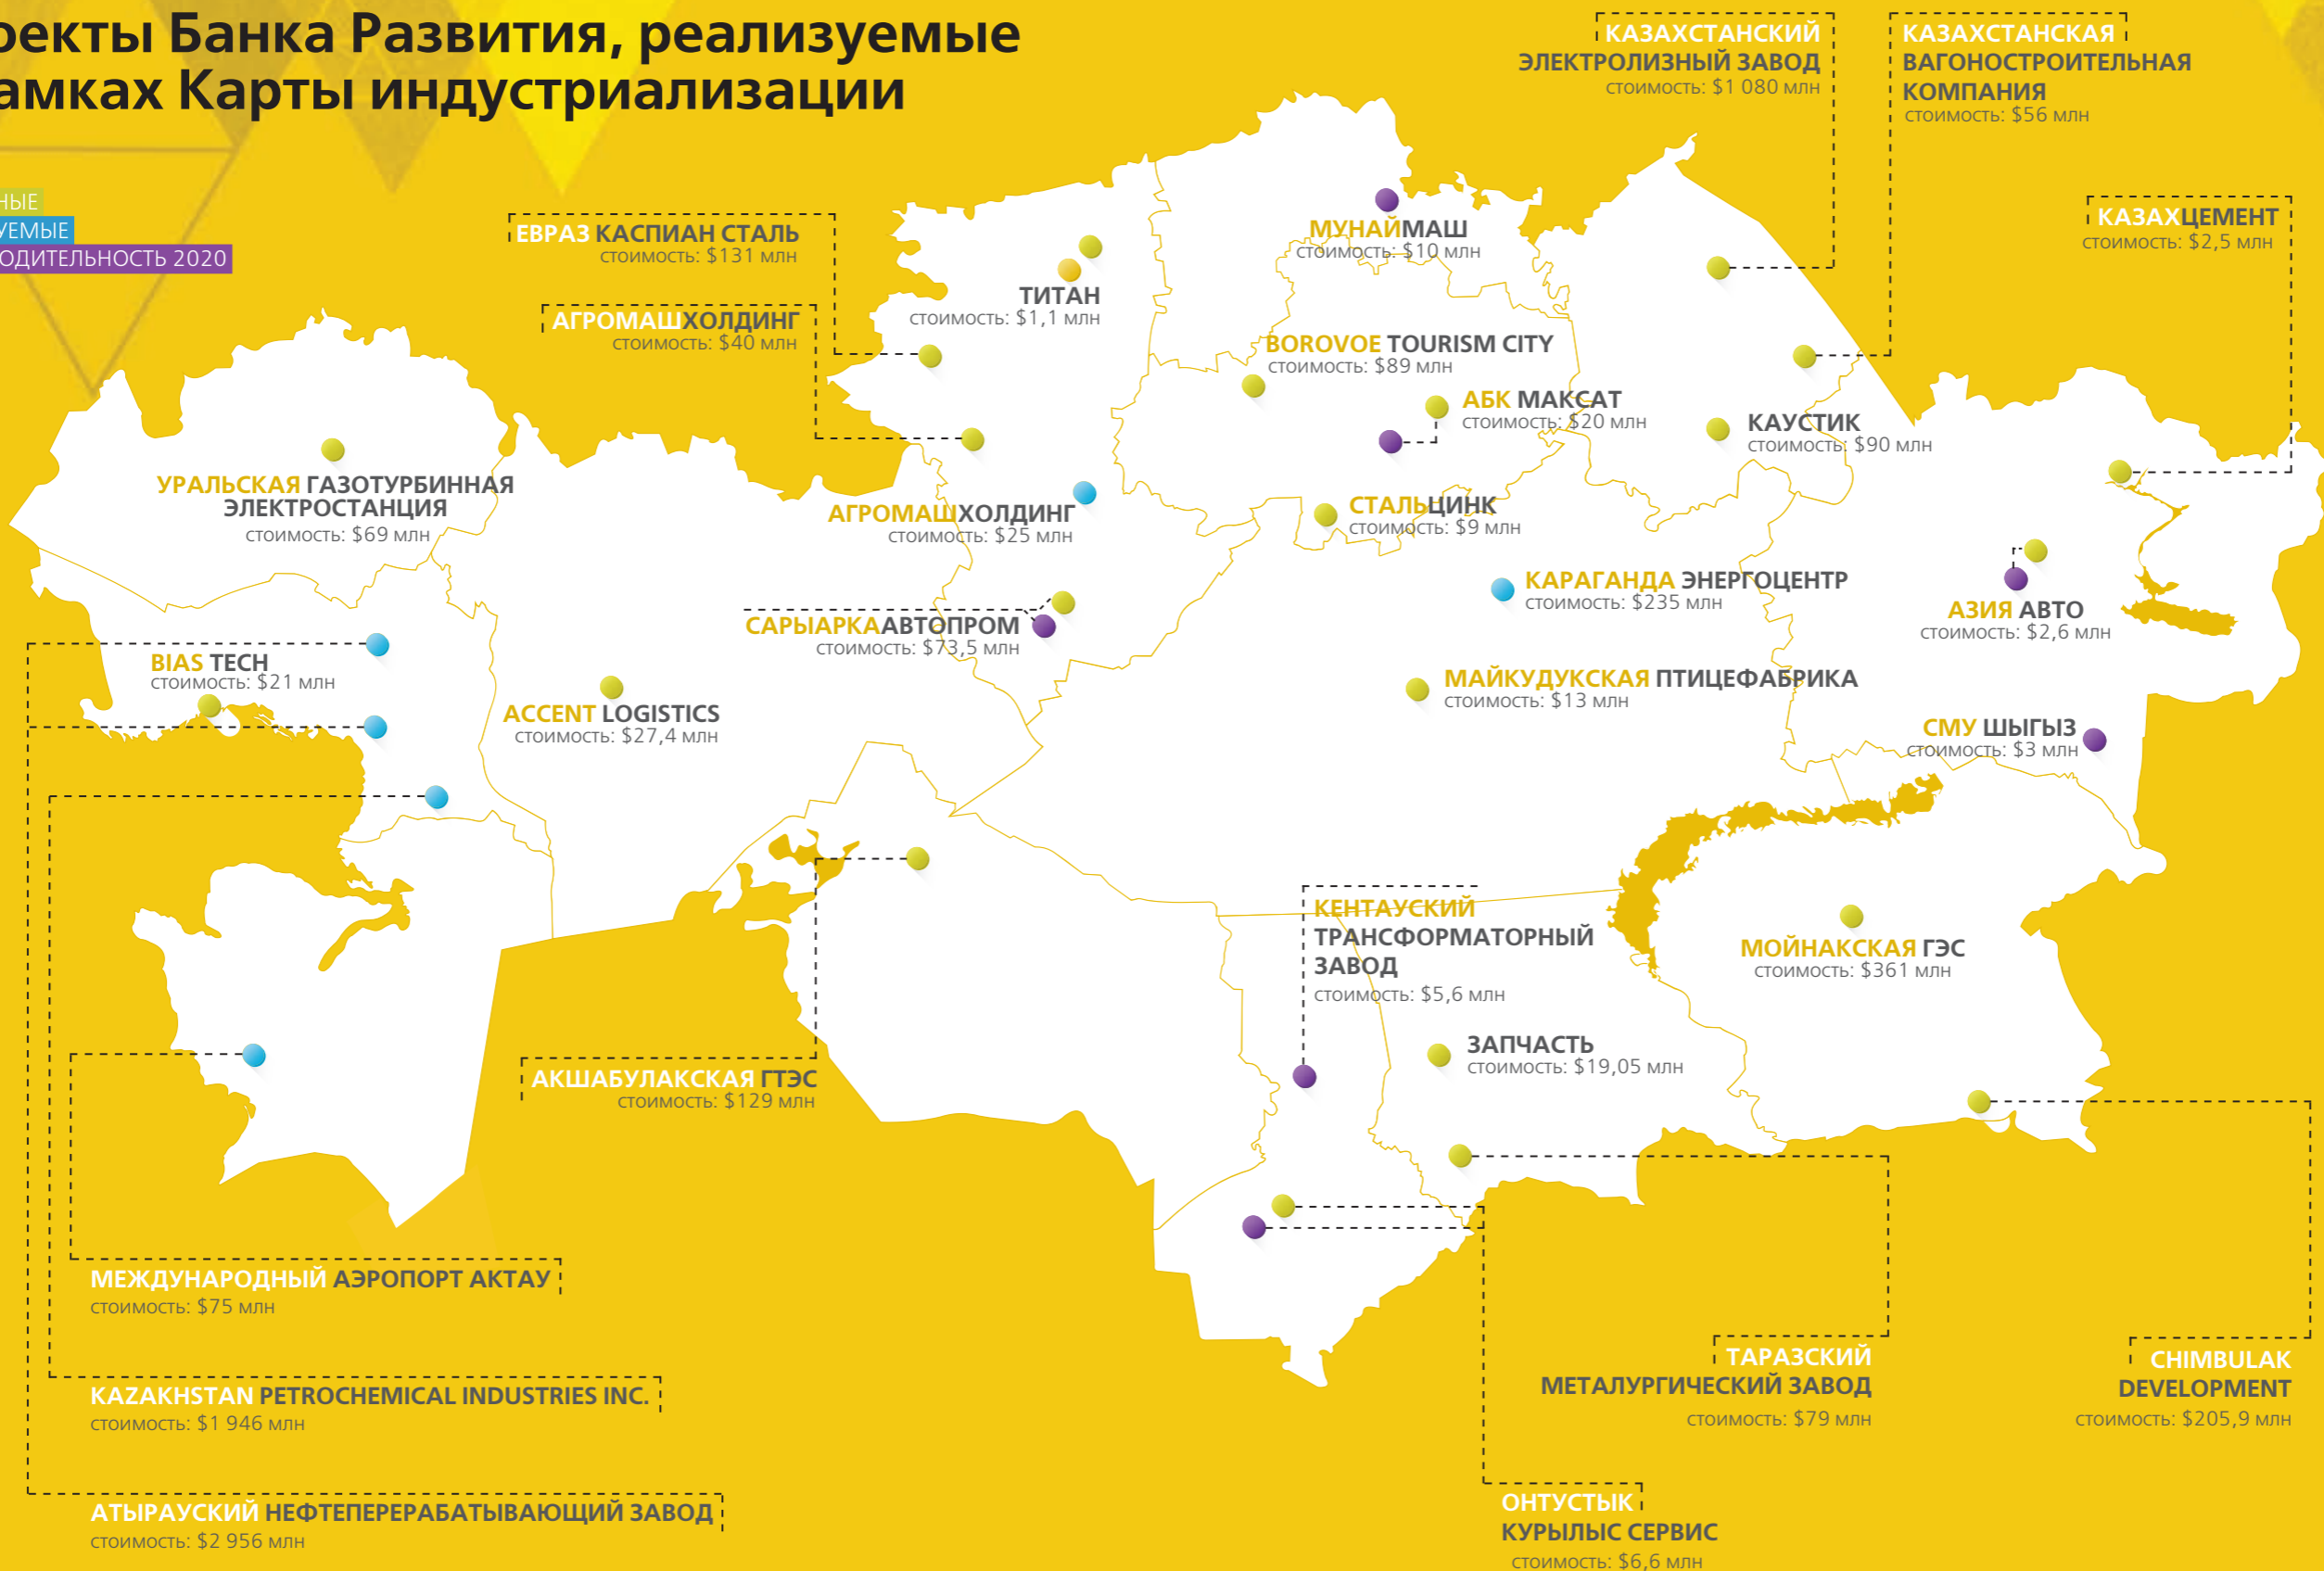 оекты Банка Развития, реализуемые
амках Карты индустриализации
НЫЕ
УЕМЫЕ
ОДИТЕЛЬНОСТЬ 2020
КАЗАХСТАНСКИЙ
ЭЛЕКТРОЛИЗНЫЙ ЗАВОД
стоимость: $1 080 млн
КАЗАХСТАНСКАЯ
ВАГОНОСТРОИТЕЛЬНАЯ
КОМПАНИЯ
стоимость: $56 млн
КАЗАХЦЕМЕНТ
стоимость: $2,5 млн
ЕВРАЗ КАСПИАН СТАЛЬ
стоимость: $131 млн
МУНАЙМАШ
стоимость: $10 млн
ТИТАН
стоимость: $1,1 млн
АГРОМАШХОЛДИНГ
стоимость: $40 млн
BOROVOE TOURISM CITY
стоимость: $89 млн
АБК МАКСАТ
стоимость: $20 млн
КАУСТИК
стоимость: $90 млн
УРАЛЬСКАЯ ГАЗОТУРБИННАЯ
ЭЛЕКТРОСТАНЦИЯ
стоимость: $69 млн
АГРОМАШХОЛДИНГ
стоимость: $25 млн
СТАЛЬЦИНК
стоимость: $9 млн
КАРАГАНДА ЭНЕРГОЦЕНТР
стоимость: $235 млн
АЗИЯ АВТО
стоимость: $2,6 млн
САРЫАРКААВТОПРОМ
стоимость: $73,5 млн
BIAS TECH
стоимость: $21 млн
МАЙКУДУКСКАЯ ПТИЦЕФАБРИКА
стоимость: $13 млн
ACCENT LOGISTICS
стоимость: $27,4 млн
СМУ ШЫГЫЗ
стоимость: $3 млн
КЕНТАУСКИЙ
ТРАНСФОРМАТОРНЫЙ
ЗАВОД
стоимость: $5,6 млн
МОЙНАКСКАЯ ГЭС
стоимость: $361 млн
ЗАПЧАСТЬ
стоимость: $19,05 млн
АКШАБУЛАКСКАЯ ГТЭС
стоимость: $129 млн
МЕЖДУНАРОДНЫЙ АЭРОПОРТ АКТАУ
стоимость: $75 млн
ТАРАЗСКИЙ
МЕТАЛУРГИЧЕСКИЙ ЗАВОД
стоимость: $79 млн
CHIMBULAK
DEVELOPMENT
стоимость: $205,9 млн
KAZAKHSTAN PETROCHEMICAL INDUSTRIES INC.
стоимость: $1 946 млн
АТЫРАУСКИЙ НЕФТЕПЕРЕРАБАТЫВАЮЩИЙ ЗАВОД
стоимость: $2 956 млн
ОНТУСТЫК
КУРЫЛЫС СЕРВИС
стоимость: $6,6 млн